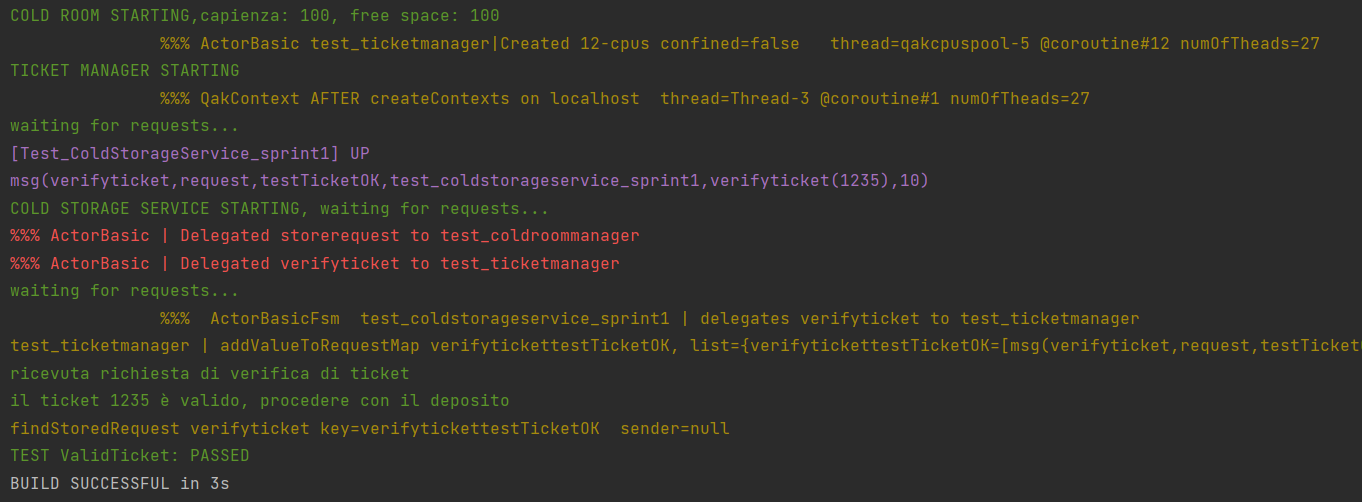 COLD ROOM STARTING,capienza: 100, free space: 100
%%% ActorBasic test_ticketmanager|Created 12-cpus confined=false   thread=qakcpuspool-5 @coroutine#12 numOfTheads=27
TICKET MANAGER STARTING
%%% QakContext AFTER createContexts on localhost  thread=Thread-3 @coroutine#1 numOfTheads=27
waiting for requests...
[Test_ColdStorageService_sprint1] UP
msg(verifyticket,request,testTicketOK,test_coldstorageservice_sprint1,verifyticket(1235),10)
COLD STORAGE SERVICE STARTING, waiting for requests...
%%% ActorBasic | Delegated storerequest to test_coldroommanager
%%% ActorBasic | Delegated verifyticket to test_ticketmanager
waiting for requests...
%%%  ActorBasicFsm  test_coldstorageservice_sprint1 | delegates verifyticket to test_ticketmanager
test_ticketmanager | addValueToRequestMap verifytickettestTicketOK, list={verifytickettestTicketOK=[msg(verifyticket,request,testTicket
ricevuta richiesta di verifica di ticket
il ticket 1235 è valido, procedere con il deposito
findStoredRequest verifyticket key=verifytickettestTicketOK  sender=null
TEST ValidTicket: PASSED
BUILD SUCCESSFUL in 3s